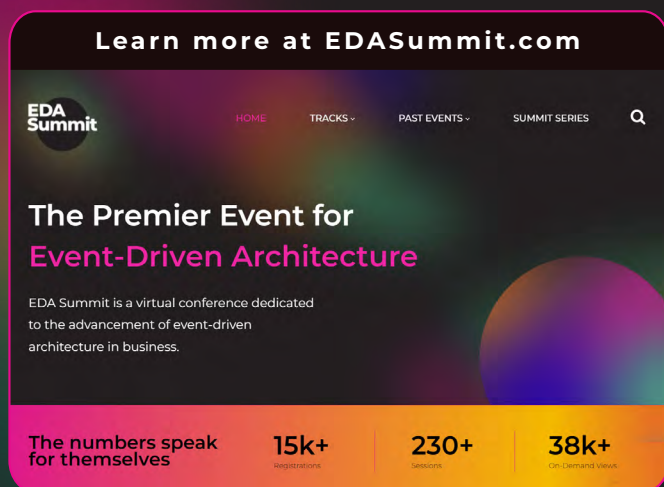 Learn more at EDASummit.com
EDA
Summit
HOME TRACKS PAST EVENTS SUMMIT SERIES
The Premier Event for
Event-Driven Architecture
EDA Summit is a virtual conference dedicated
to the advancement of event-driven
architecture in business.
The numbers speak
for themselves
15k+ 230+ 38k+
Registrations Sessions On-Demand Views